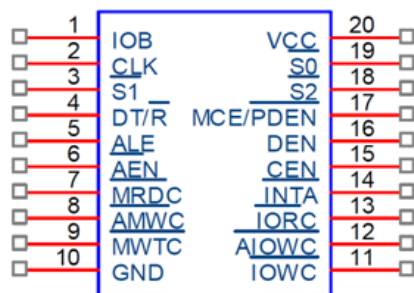 1 IOB VCC 20
2 CLK S0 19
3 S1 S2 18
4 DT/R MCE/PDEN 17
5 ALE DEN 16
6 AEN CEN 15
7 MRDC INTA 14
8 AMWC IORC 13
9 MWTC AIOWC 12
10 GND IOWC 11